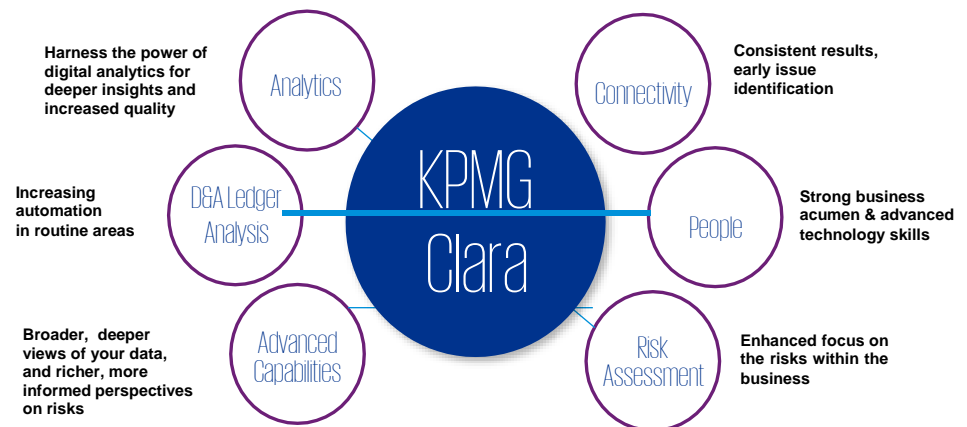 Harness the power of
digital analytics for
deeper insights and
increased quality
Analytics
Connectivity
Consistent results,
early issue
identification
Increasing
automation
in routine areas
D&A Ledger
Analysis
KPMG
Clara
People
Strong business
acumen & advanced
technology skills
Broader, deeper
views of your data,
and richer, more
informed perspectives
on risks
Advanced
Capabilities
Risk
Assessment
Enhanced focus on
the risks within the
business